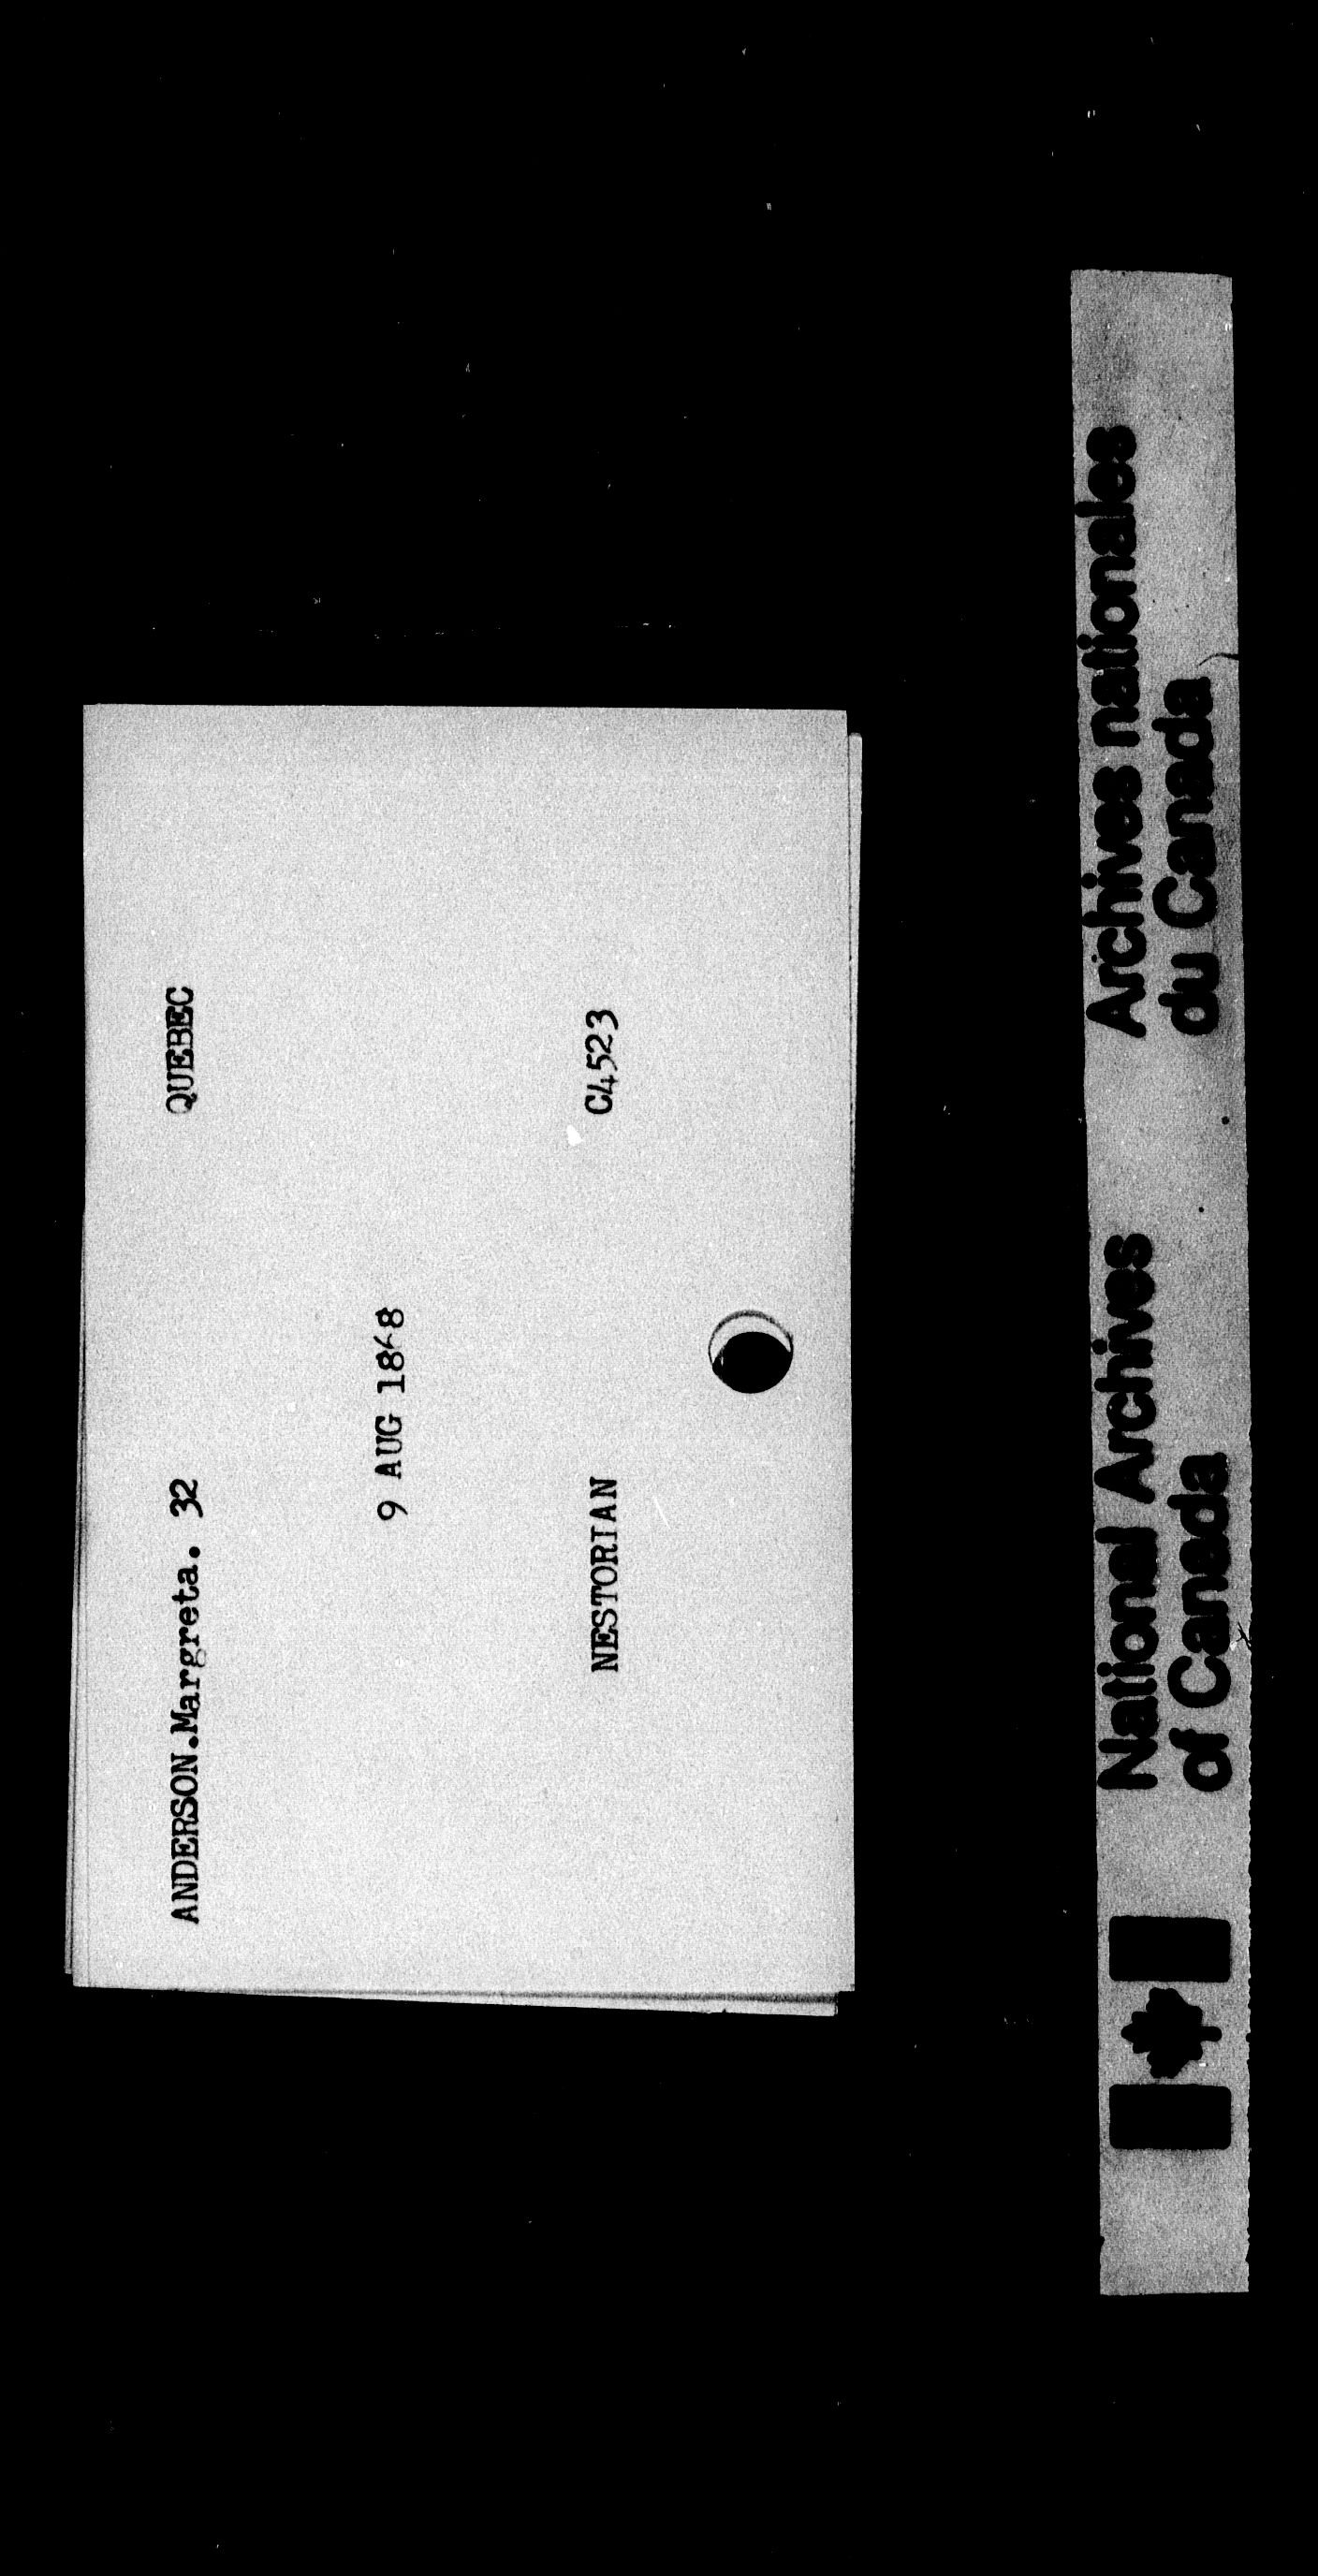 ANDERSON.Margreta. 32 QUEBEC
9 AUG 1868
NESTORIAN C4523
National Archives Archives nationales
of Canada du Canada